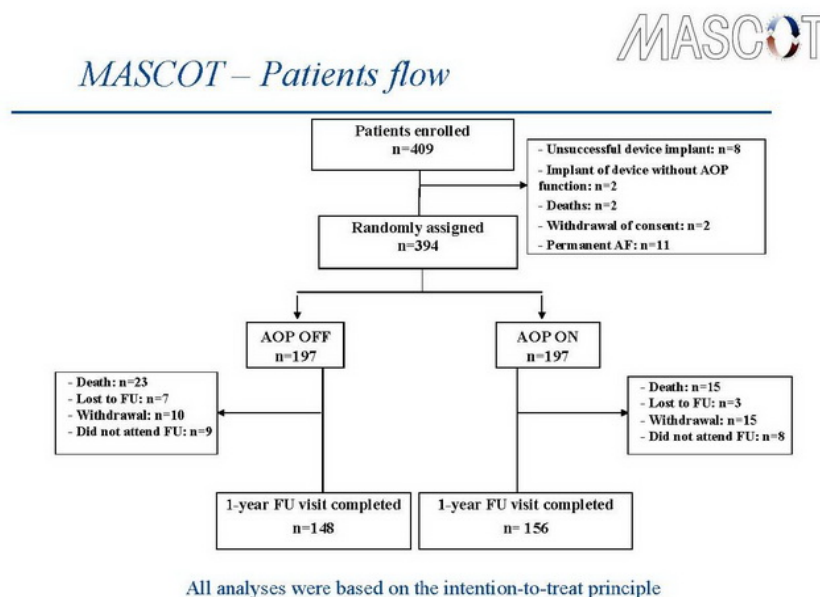 MASCOT
MASCOT – Patients flow
Patients enrolled
n=409
- Unsuccessful device implant: n=8
- Implant of device without AOP
function: n=2
- Deaths: n=2
- Withdrawal of consent: n=2
- Permanent AF: n=11
Randomly assigned
n=394
AOP OFF
n=197
AOP ON
n=197
- Death: n=23
- Lost to FU: n=7
- Withdrawal: n=10
- Did not attend FU: n=9
- Death: n=15
- Lost to FU: n=3
- Withdrawal: n=15
- Did not attend FU: n=8
1-year FU visit completed
n=148
1-year FU visit completed
n= 156
All analyses were based on the intention-to-treat principle